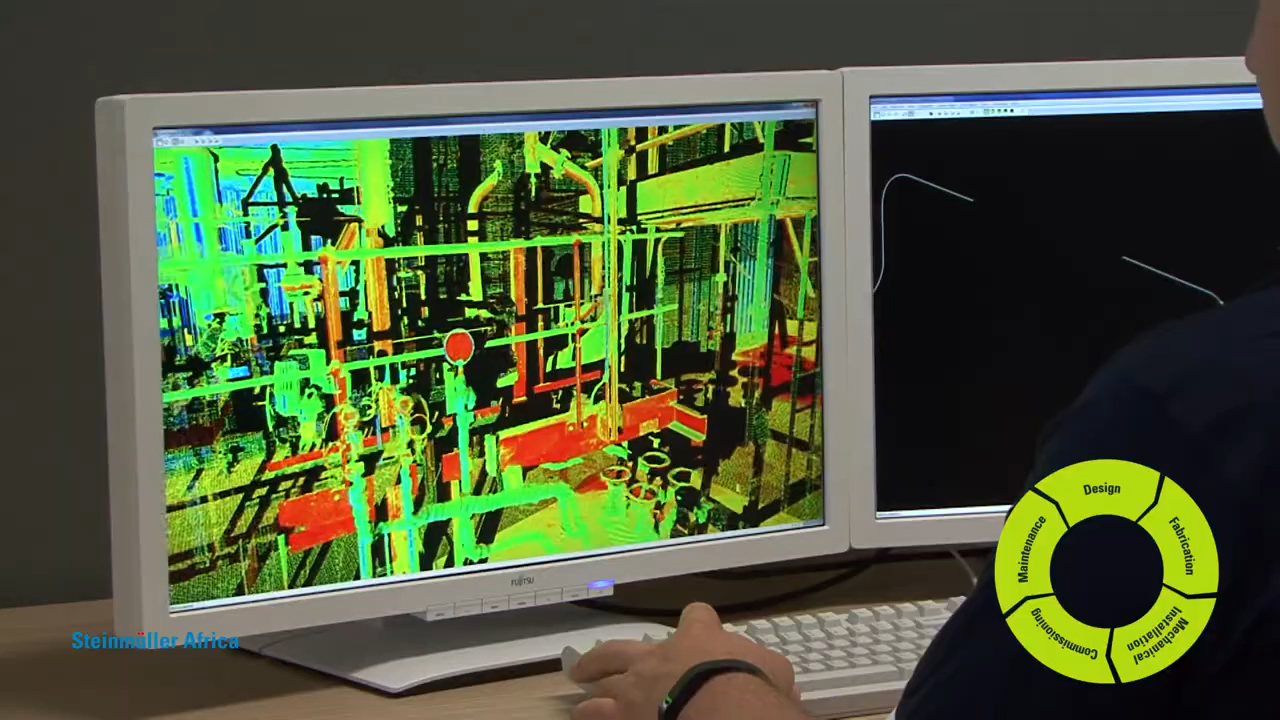 FUJITSU
Steinmüller Africa
Design
Fabrication
Mechanical
Installation
Commissioning
Maintenance